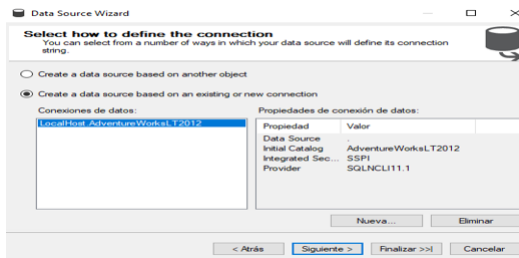 Data Source Wizard
Select how to define the connection
You can select from a number of ways in which your data source will define its connection
string.
Create a data source based on another object
Create a data source based on an existing or new connection
Conexiones de datos:
LocalHost.AdventureWorksLT2012
Propiedades de conexión de datos:
Propiedad Valor
Data Source .
Initial Catalog AdventureWorksLT2012
Integrated Sec... SSPI
Provider SQLNCLI11.1
Nueva... Eliminar
< Atrás Siguiente > Finalizar >>| Cancelar